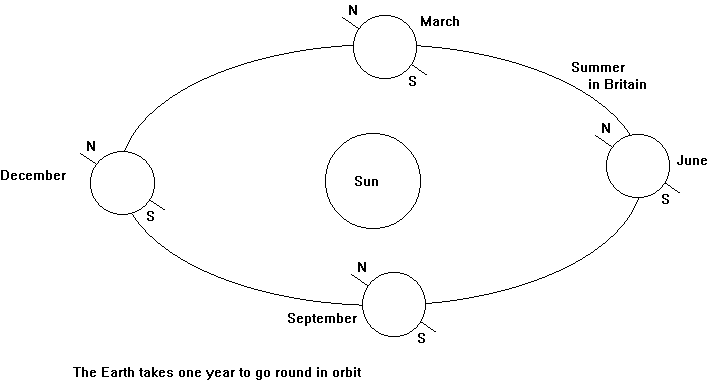 N
March
S
Summer
in Britain
N
N
June
December
Sun
S
S
N
September
S
The Earth takes one year to go round in orbit